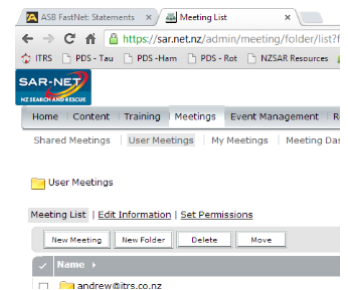 ASB FastNet: Statements × Meeting List ×
https://sar.net.nz/admin/meeting/folder/list?f
ITRS PDS - Tau PDS -Ham PDS - Rot NZSAR Resources
SAR-NET
NZ SEARCH AND RESCUE
Home Content Training Meetings Event Management R
Shared Meetings User Meetings My Meetings Meeting Das
User Meetings
Meeting List | Edit Information | Set Permissions
New Meeting New Folder Delete Move
Name
andrew@itrs.co.nz